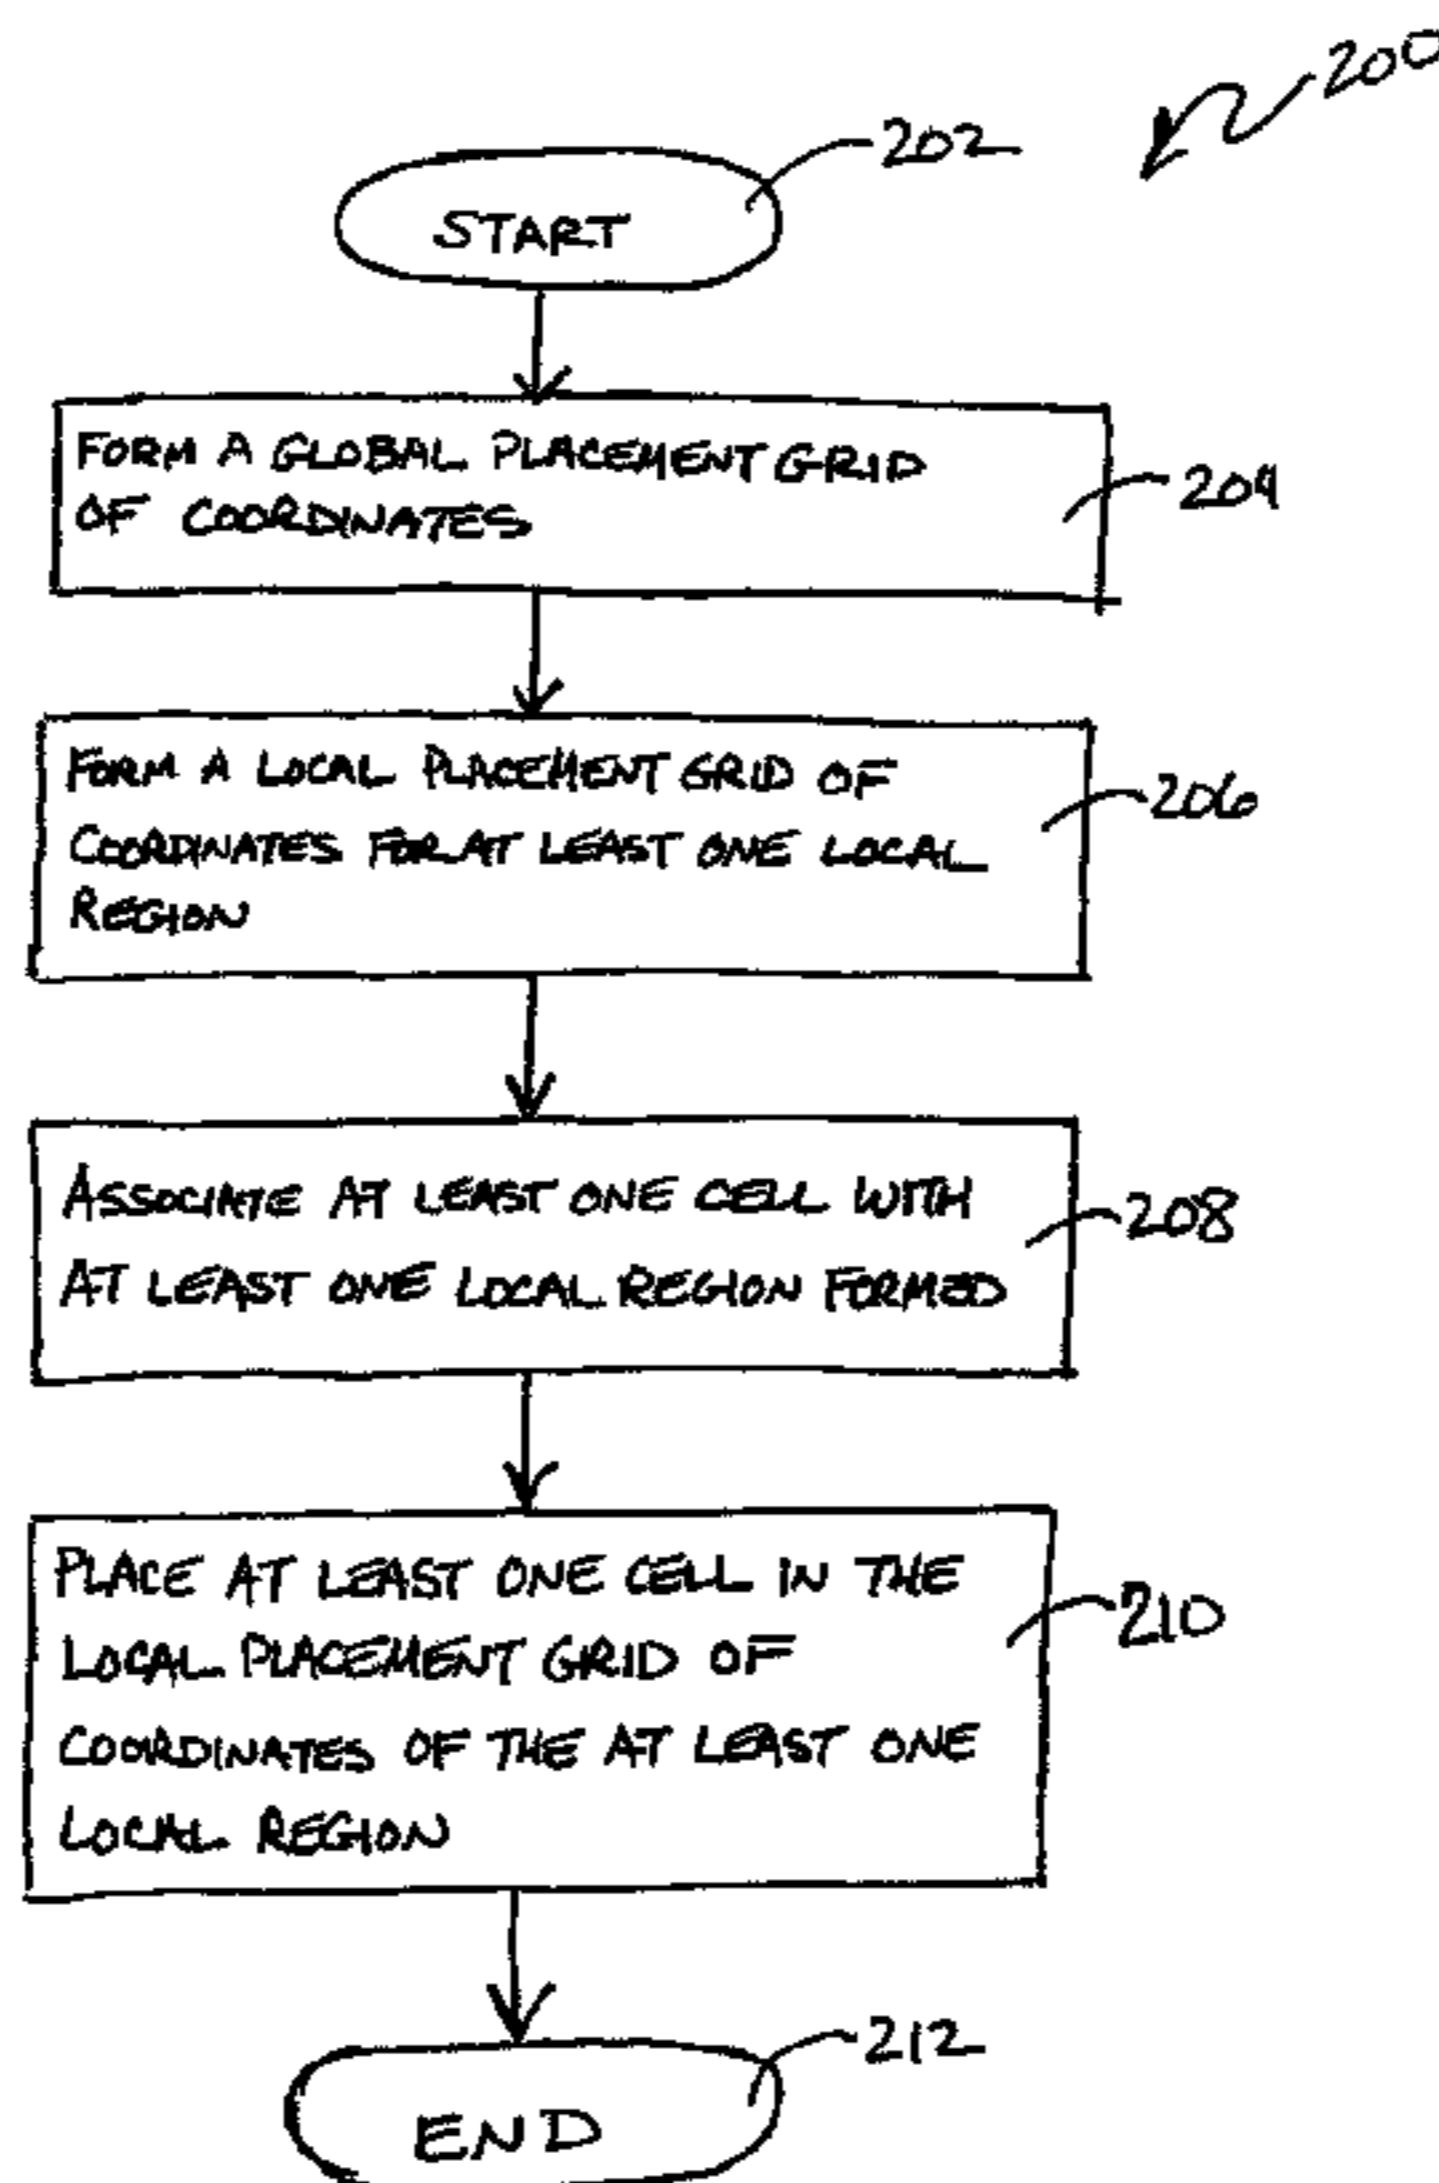 200
202
START
FORM A GLOBAL PLACEMENT GRID
OF COORDINATES
204
FORM A LOCAL PLACEMENT GRID OF
COORDINATES FOR AT LEAST ONE LOCAL
REGION
206
ASSOCIATE AT LEAST ONE CELL WITH
AT LEAST ONE LOCAL REGION FORMED
208
PLACE AT LEAST ONE CELL IN THE
LOCAL PLACEMENT GRID OF
COORDINATES OF THE AT LEAST ONE
LOCAL REGION
210
212
END